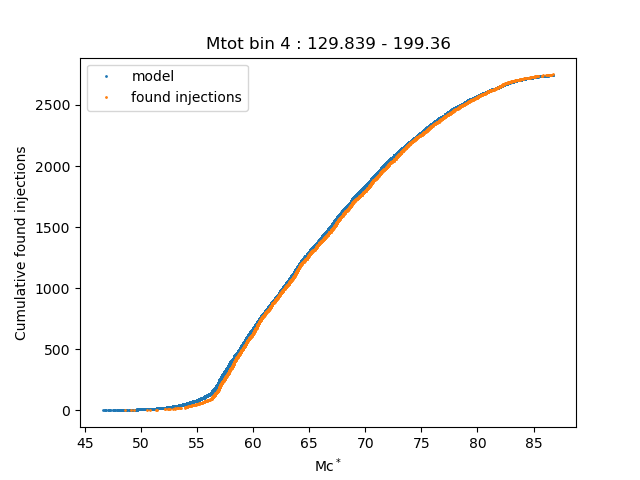 Mtot bin 4 : 129.839 - 199.36
model
found injections
Cumulative found injections
2500
2000
1500
1000
500
0
45 50 55 60 65 70 75 80 85
Mc*